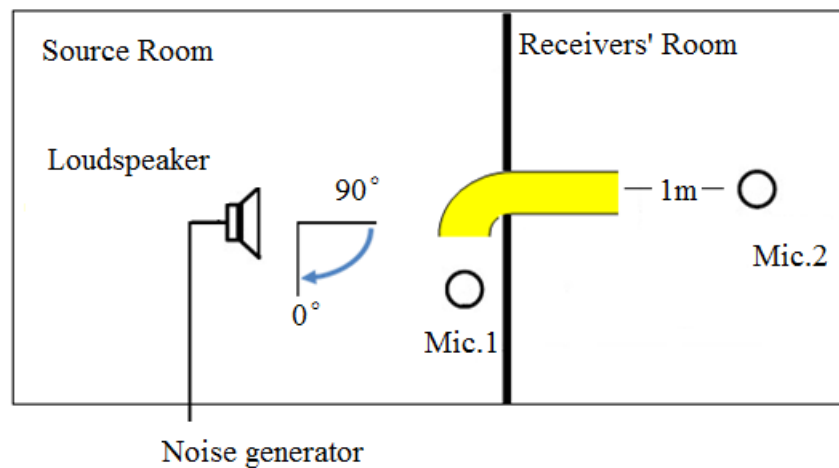 Source Room
Receivers' Room
Loudspeaker
90°
1m
Mic.2
0°
Mic.1
Noise generator